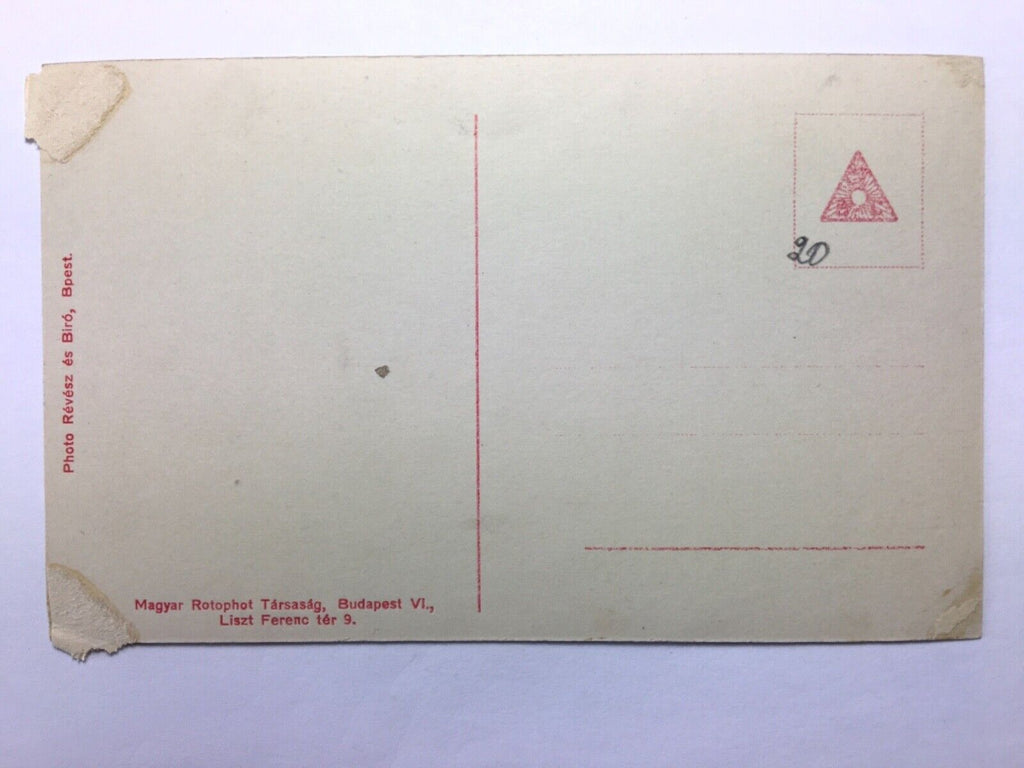 20
Photo Révész és Biró, Bpest.
Magyar Rotophot Társaság, Budapest VI.,
Liszt Ferenc tér 9.